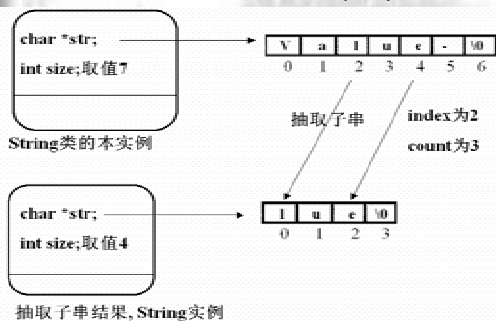 char *str;
int size;取值7
V a l u e - \0
0 1 2 3 4 5 6
String类的本实例
抽取子串
index为2
count为3
char *str;
int size;取值4
l u e \0
0 1 2 3
抽取子串结果, String实例